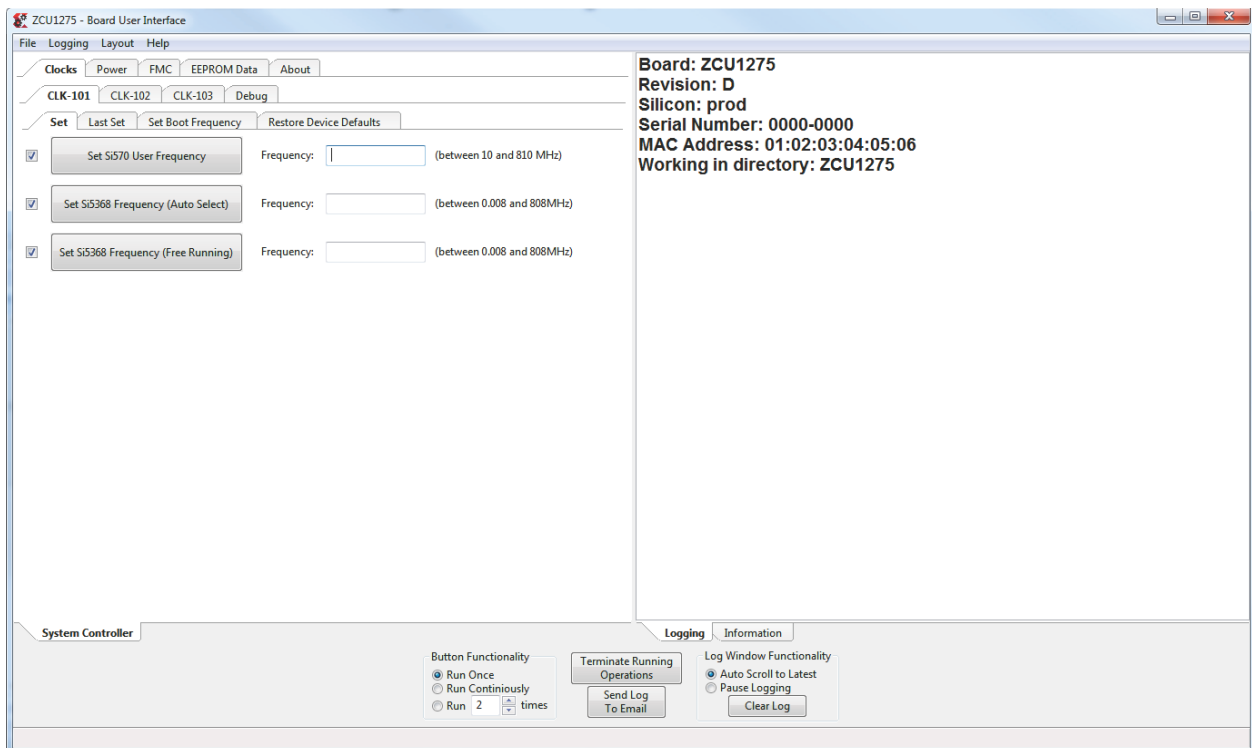 ZCU1275 - Board User Interface
File Logging Layout Help
Clocks Power FMC EEPROM Data About
CLK-101 CLK-102 CLK-103 Debug
Set Last Set Set Boot Frequency Restore Device Defaults
Set Si570 User Frequency Frequency: (between 10 and 810 MHz)
Set Si5368 Frequency (Auto Select) Frequency: (between 0.008 and 808MHz)
Set Si5368 Frequency (Free Running) Frequency: (between 0.008 and 808MHz)
System Controller
Board: ZCU1275
Revision: D
Silicon: prod
Serial Number: 0000-0000
MAC Address: 01:02:03:04:05:06
Working in directory: ZCU1275
Logging Information
Button Functionality
Run Once
Run Continiously
Run 2 times
Terminate Running
Operations
Send Log
To Email
Log Window Functionality
Auto Scroll to Latest
Pause Logging
Clear Log